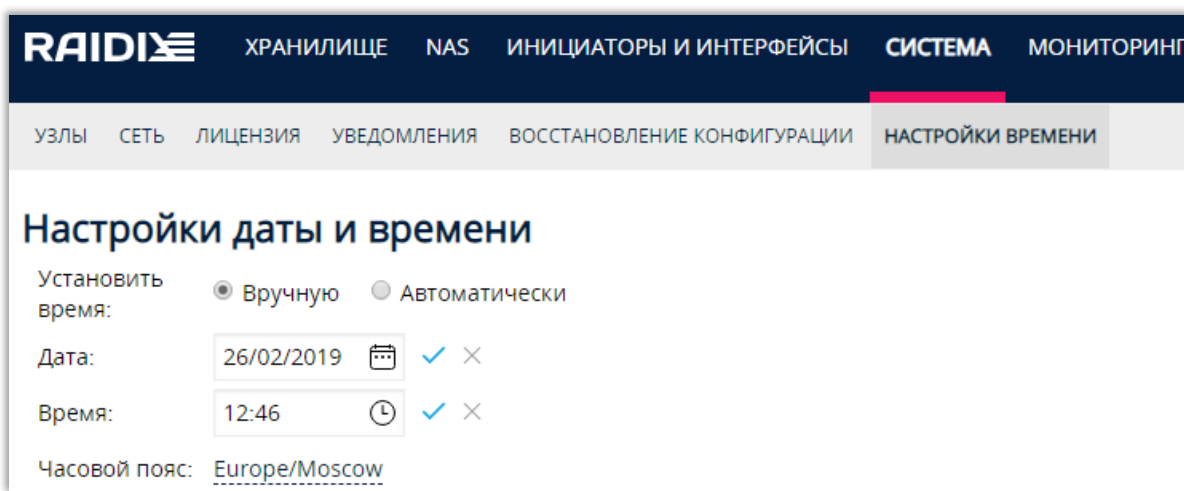 RAIDIX ХРАНИЛИЩЕ NAS ИНИЦИАТОРЫ И ИНТЕРФЕЙСЫ СИСТЕМА МОНИТОРИНГ
УЗЛЫ СЕТЬ ЛИЦЕНЗИЯ УВЕДОМЛЕНИЯ ВОССТАНОВЛЕНИЕ КОНФИГУРАЦИИ НАСТРОЙКИ ВРЕМЕНИ
Настройки даты и времени
Установить
время: Вручную Автоматически
Дата: 26/02/2019
Время: 12:46
Часовой пояс: Europe/Moscow